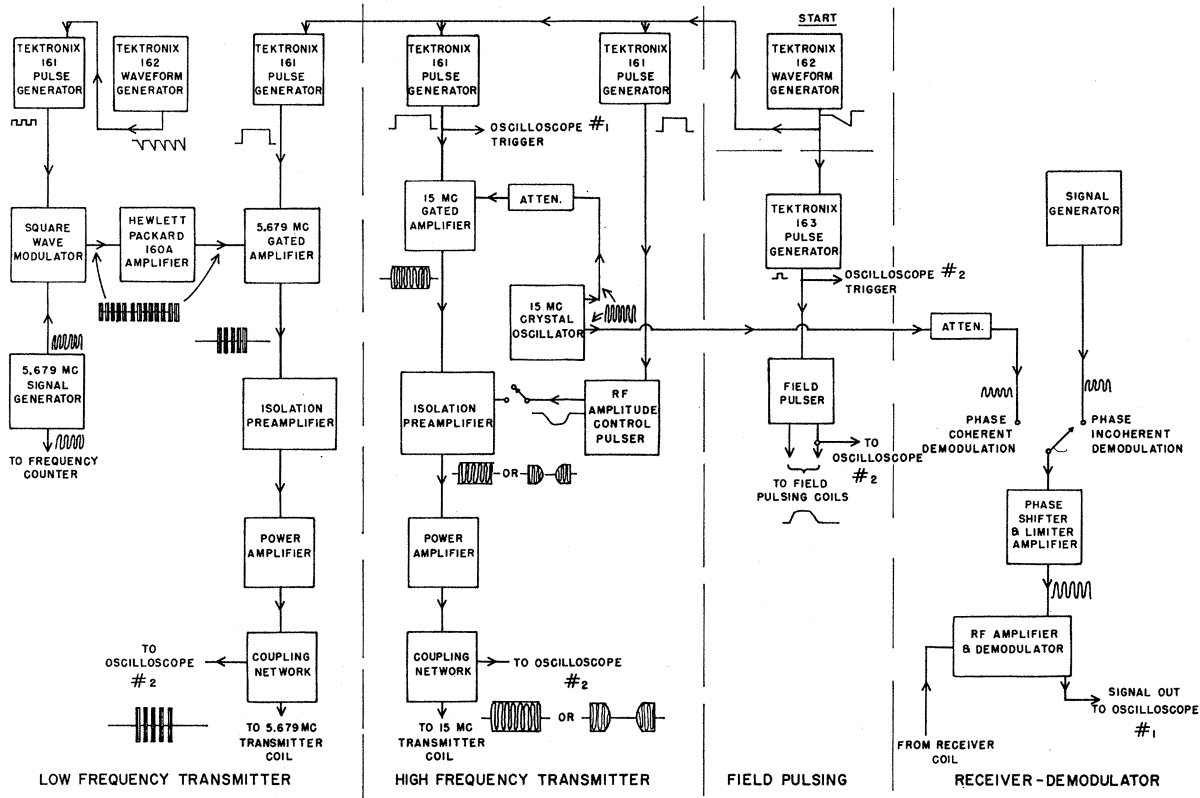 START
TEKTRONIX
161
PULSE
GENERATOR
TEKTRONIX
162
WAVEFORM
GENERATOR
TEKTRONIX
161
PULSE
GENERATOR
SQUARE
WAVE
MODULATOR
HEWLETT
PACKARD
160A
AMPLIFIER
5.679 MC
GATED
AMPLIFIER
5.679 MC
SIGNAL
GENERATOR
TO FREQUENCY
COUNTER
ISOLATION
PREAMPLIFIER
POWER
AMPLIFIER
COUPLING
NETWORK
TO
OSCILLOSCOPE
#2
TO 5.679 MC
TRANSMITTER
COIL
LOW FREQUENCY TRANSMITTER
TEKTRONIX
161
PULSE
GENERATOR
TEKTRONIX
161
PULSE
GENERATOR
OSCILLOSCOPE #1
TRIGGER
15 MC
GATED
AMPLIFIER
ATTEN.
15 MC
CRYSTAL
OSCILLATOR
ISOLATION
PREAMPLIFIER
RF
AMPLITUDE
CONTROL
PULSER
OR
POWER
AMPLIFIER
COUPLING
NETWORK
TO OSCILLOSCOPE
#2
OR
TO 15 MC
TRANSMITTER
COIL
HIGH FREQUENCY TRANSMITTER
TEKTRONIX
162
WAVEFORM
GENERATOR
TEKTRONIX
163
PULSE
GENERATOR
OSCILLOSCOPE #2
TRIGGER
FIELD
PULSER
TO
OSCILLOSCOPE
#2
TO FIELD
PULSING COILS
FIELD PULSING
SIGNAL
GENERATOR
ATTEN.
PHASE
COHERENT
DEMODULATION
PHASE
INCOHERENT
DEMODULATION
PHASE
SHIFTER
& LIMITER
AMPLIFIER
RF AMPLIFIER
& DEMODULATOR
SIGNAL OUT
TO OSCILLOSCOPE
#1
FROM RECEIVER
COIL
RECEIVER-DEMODULATOR